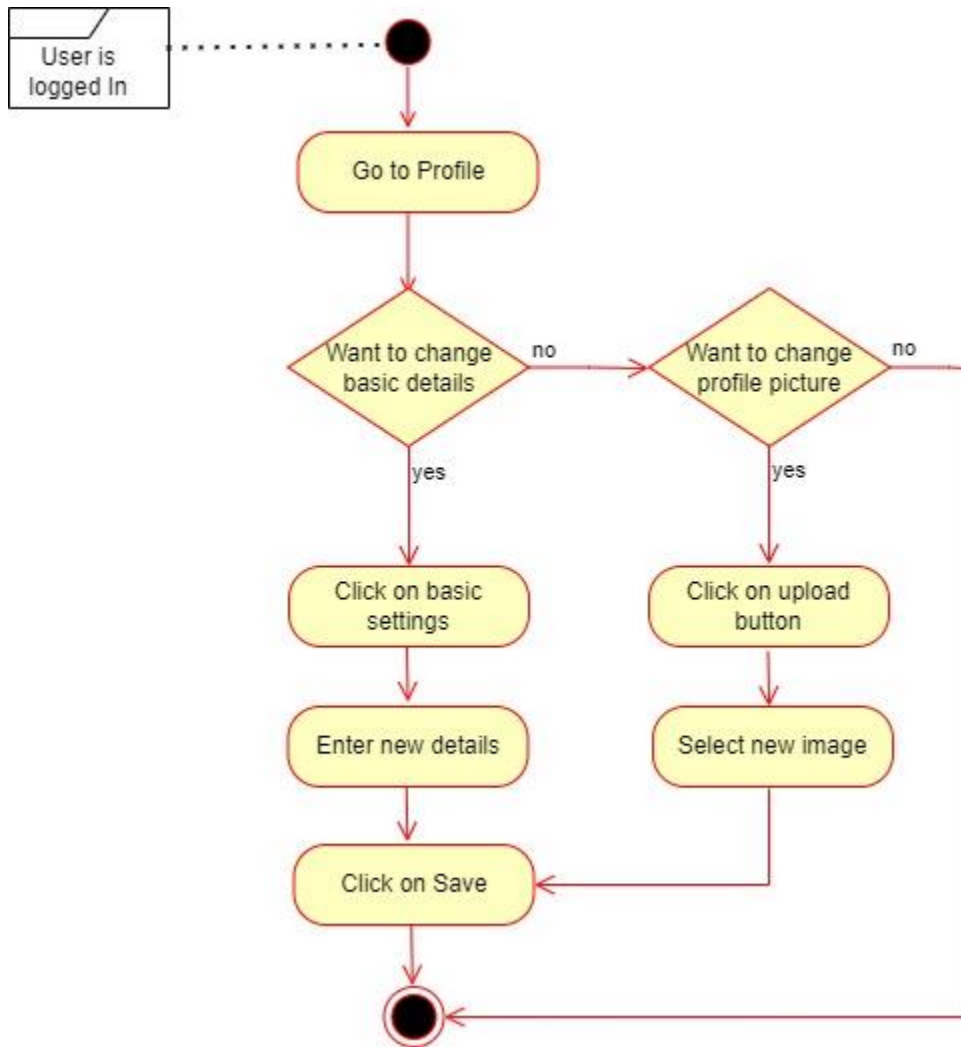 User is
logged In
Go to Profile
Want to change
basic details
no
Want to change
profile picture
no
yes
yes
Click on basic
settings
Click on upload
button
Enter new details
Select new image
Click on Save